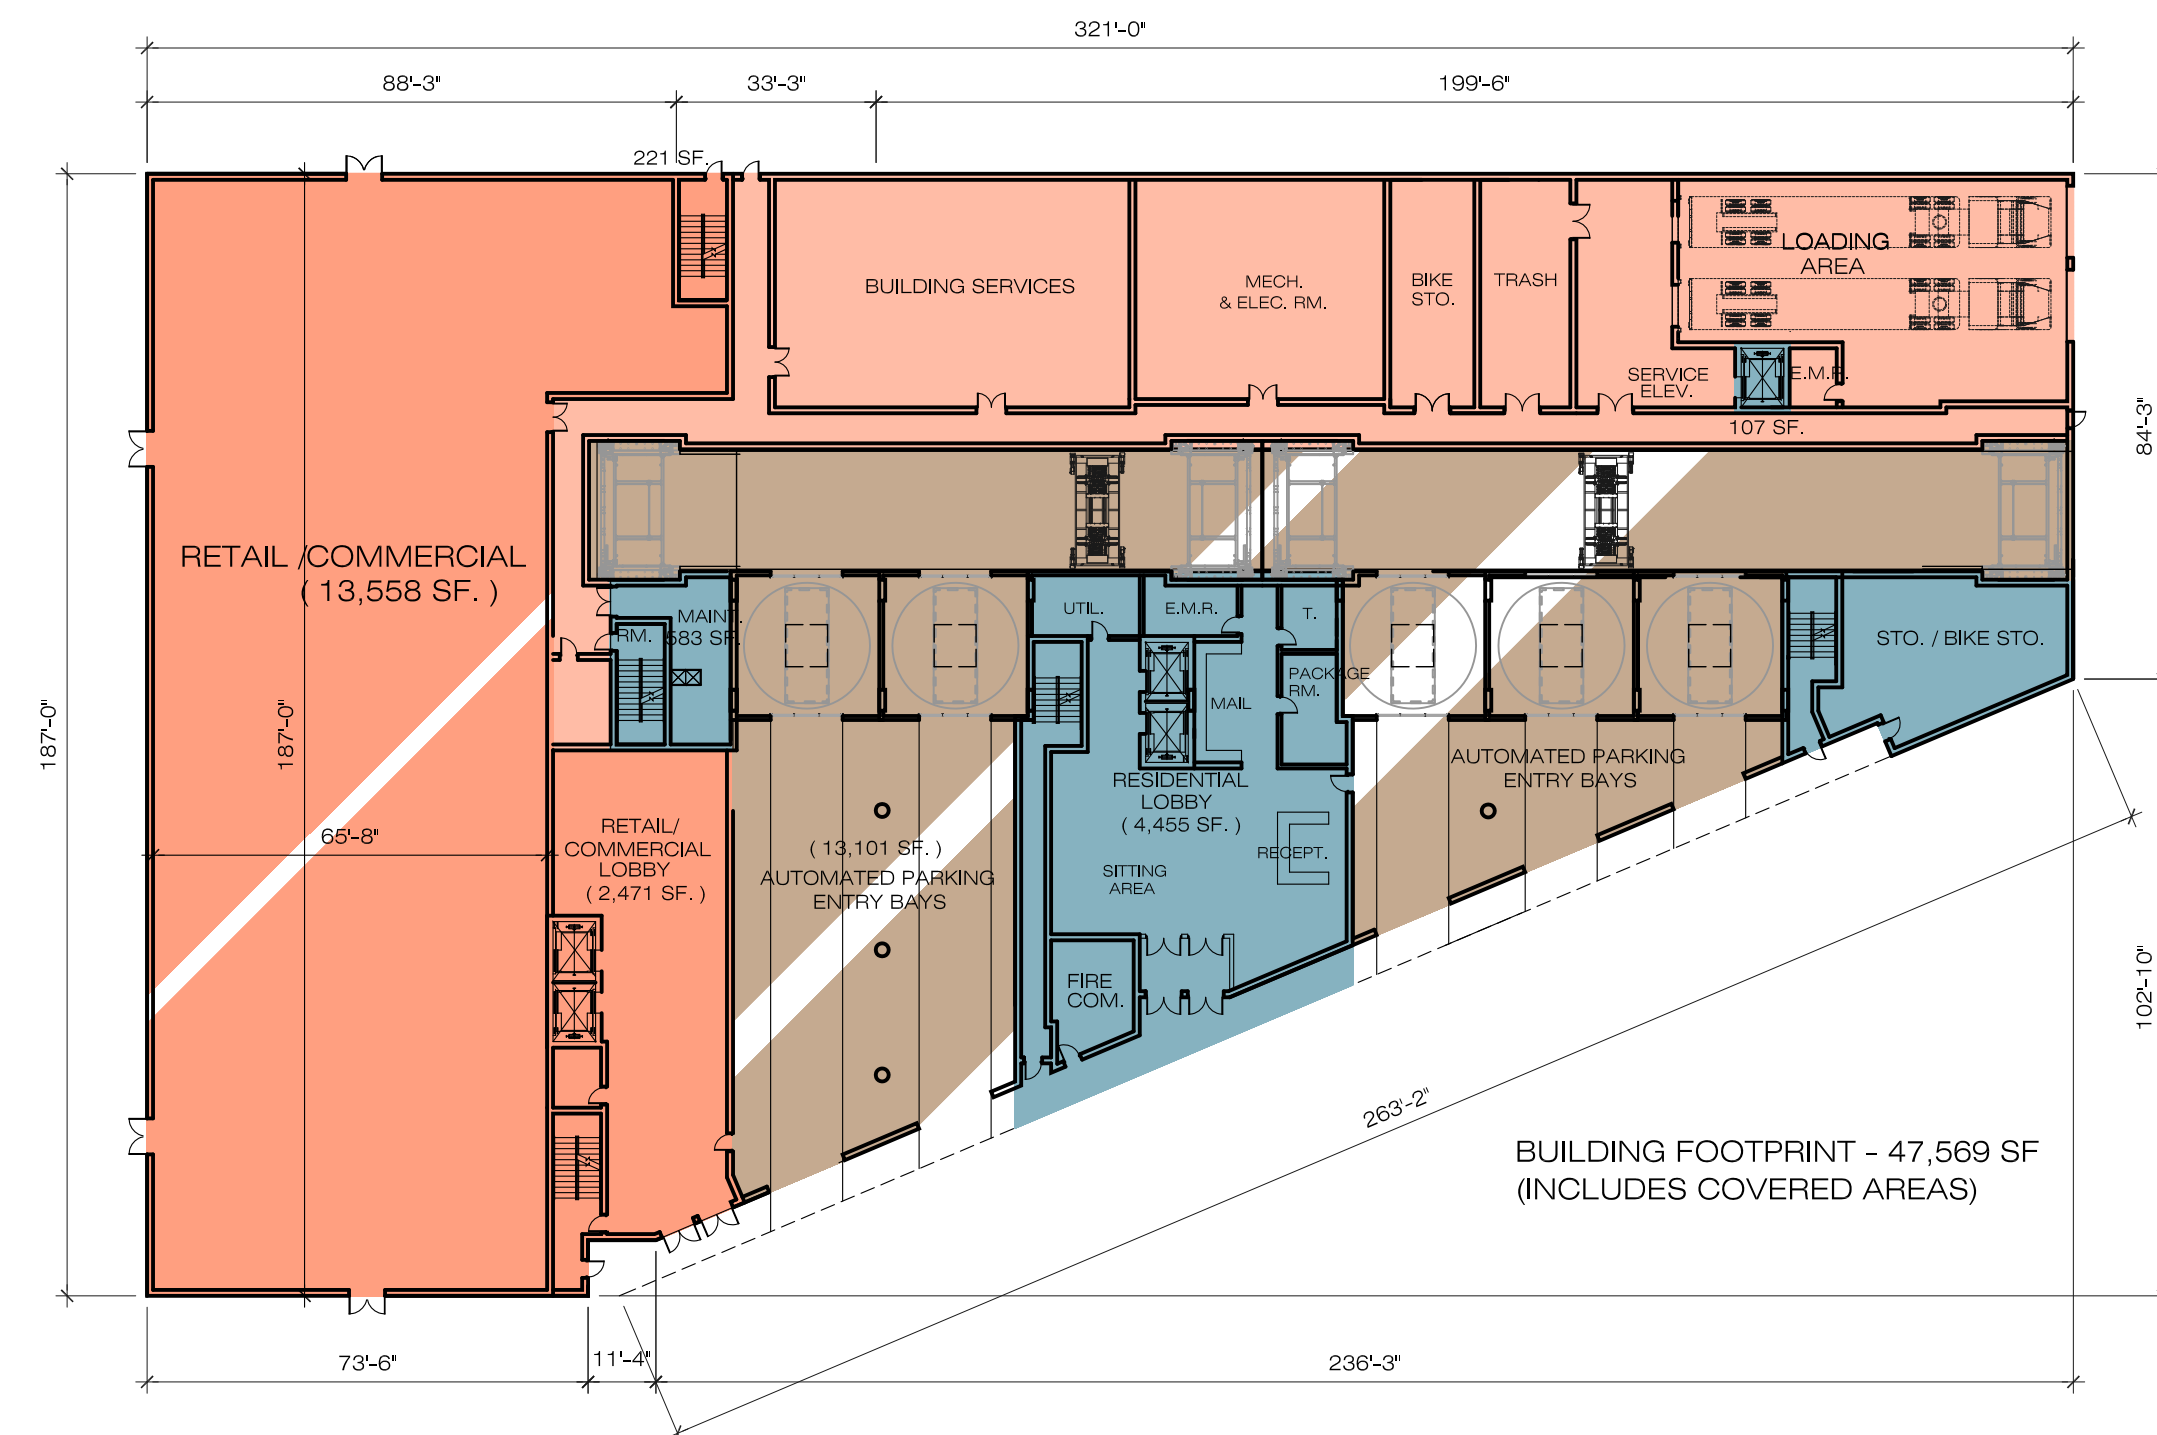 321'-0"
88'-3"
33'-3"
199'-6"
221 SF.
LOADING
AREA
BUILDING SERVICES
MECH.
& ELEC. RM.
BIKE
STO.
TRASH
SERVICE
ELEV.
E.M.R.
107 SF.
84'-3"
RETAIL /COMMERCIAL
( 13,558 SF. )
MAINT.
RM.
583 SF.
UTIL.
E.M.R.
T.
STO. / BIKE STO.
PACKAGE
RM.
MAIL
187'-0"
187'-0"
RESIDENTIAL
LOBBY
( 4,455 SF. )
AUTOMATED PARKING
ENTRY BAYS
65'-8"
RETAIL/
COMMERCIAL
LOBBY
( 2,471 SF. )
( 13,101 SF. )
AUTOMATED PARKING
ENTRY BAYS
SITTING
AREA
RECEPT.
FIRE
COM.
102'-10"
263'-2"
BUILDING FOOTPRINT - 47,569 SF
(INCLUDES COVERED AREAS)
73'-6"
11'-4"
236'-3"